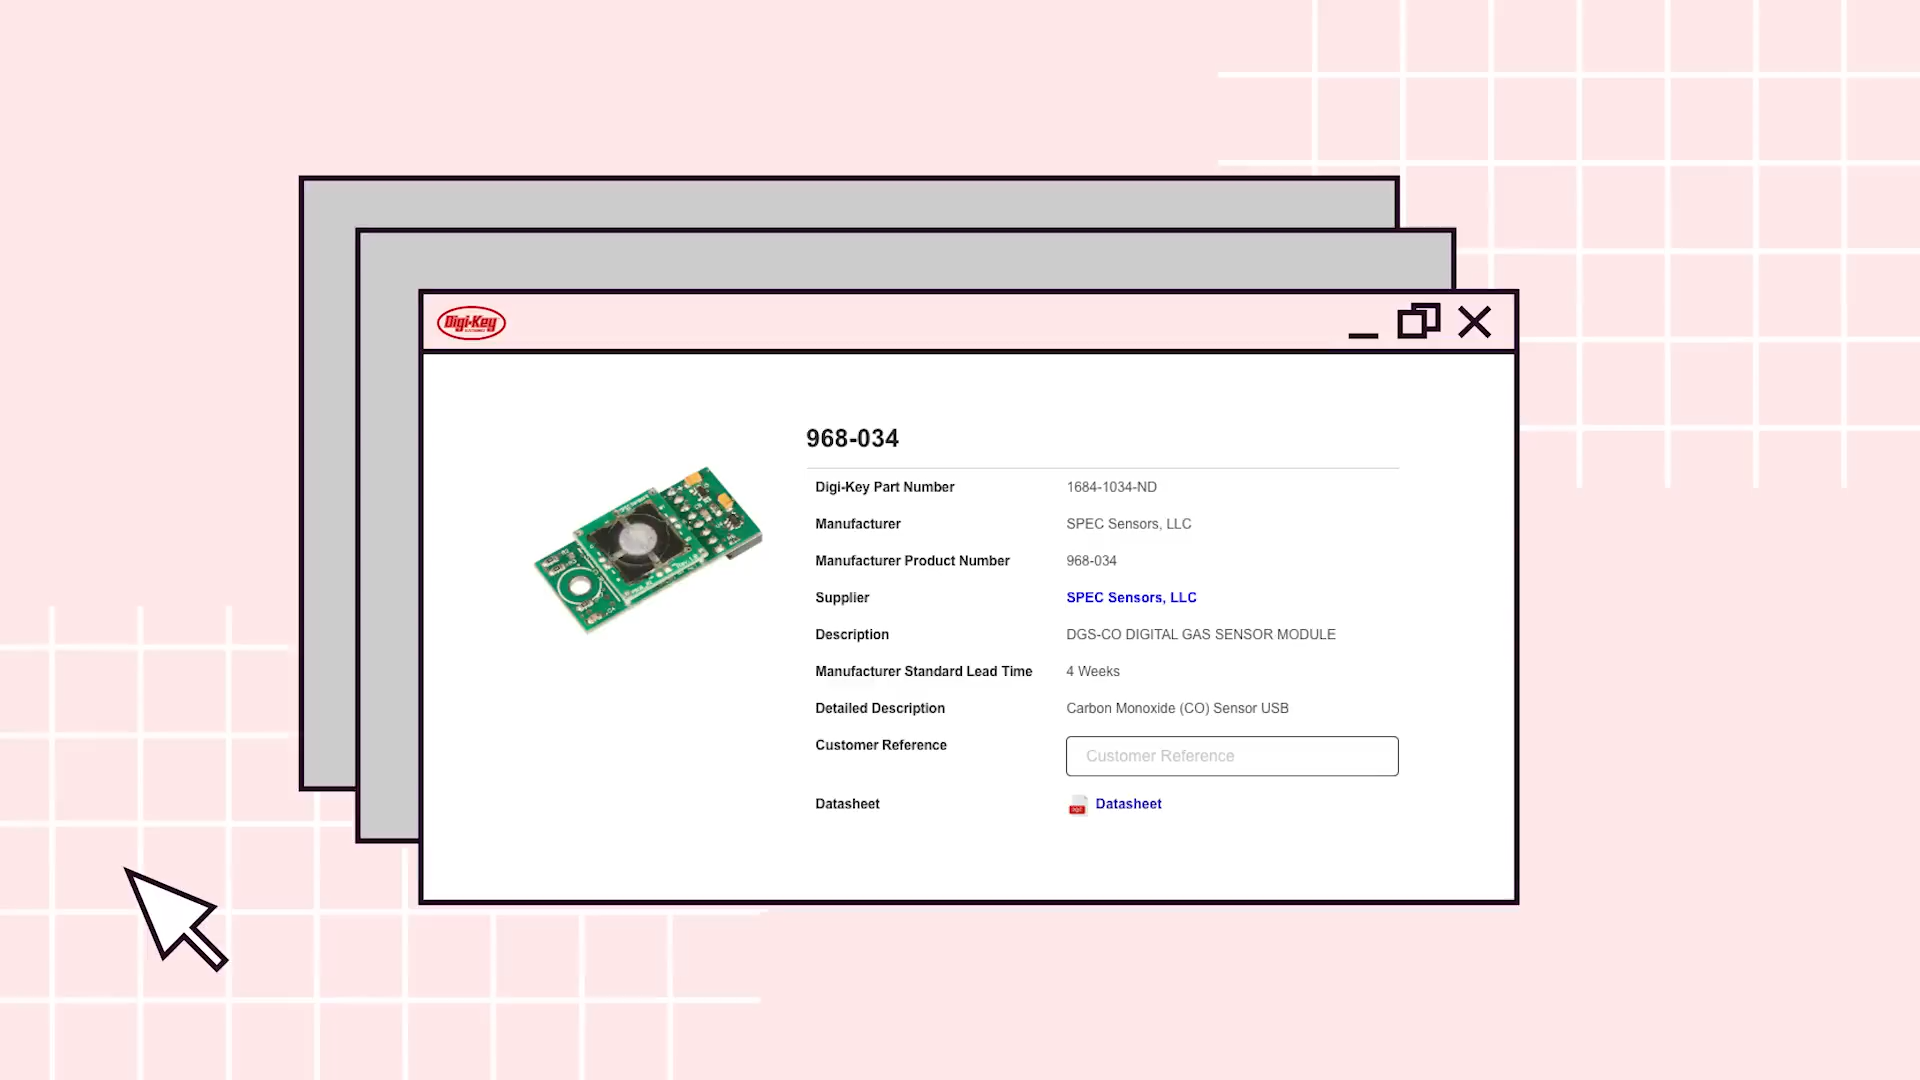 Digi-Key
ELECTRONICS
968-034
Digi-Key Part Number 1684-1034-ND
Manufacturer SPEC Sensors, LLC
Manufacturer Product Number 968-034
Supplier SPEC Sensors, LLC
Description DGS-CO DIGITAL GAS SENSOR MODULE
Manufacturer Standard Lead Time 4 Weeks
Detailed Description Carbon Monoxide (CO) Sensor USB
Customer Reference Customer Reference
Datasheet Datasheet